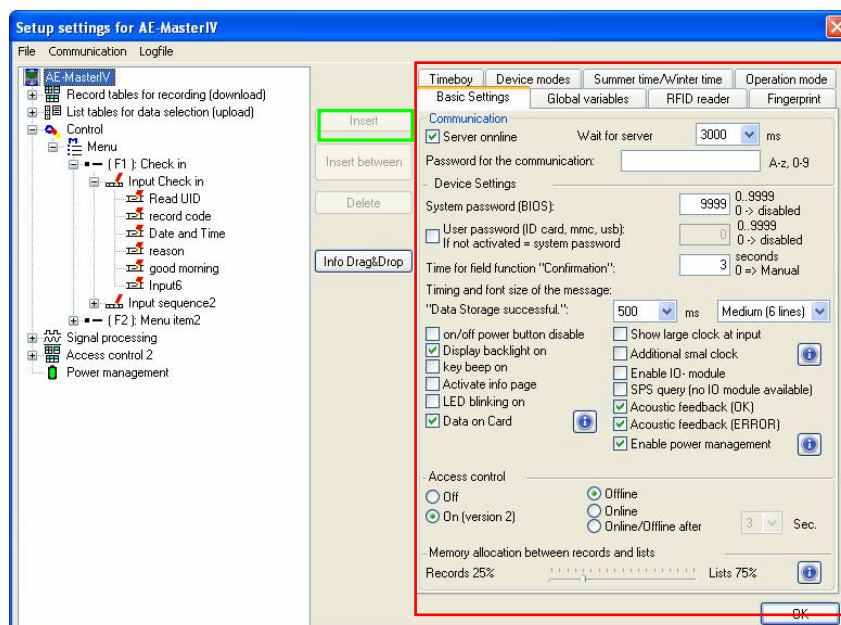 Setup settings for AE-MasterIV
File Communication Logfile
AE-MasterIV
Record tables for recording (download)
List tables for data selection (upload)
Control
Menu
( F1 ): Check in
Input Check in
Read UID
record code
Date and Time
reason
good morning
Input6
Input sequence2
( F2 ): Menu item2
Signal processing
Access control 2
Power management
Insert
Insert between
Delete
Info Drag&Drop
Timeboy Device modes Summer time/Winter time Operation mode
Basic Settings Global variables RFID reader Fingerprint
Communication
Server onnline Wait for server 3000 ms
Password for the communication: A-z, 0-9
Device Settings
System password (BIOS): 9999 0..9999
0 -> disabled
User password (ID card, mmc, usb): 0 0..9999
If not activated = system password 0 -> disabled
Time for field function "Confirmation": 3 seconds
0 => Manual
Timing and font size of the message:
"Data Storage successful.": 500 ms Medium (6 lines)
on/off power button disable Show large clock at input
Display backlight on Additional smal clock
key beep on Enable IO- module
Activate info page SPS query (no IO module available)
LED blinking on Acoustic feedback (OK)
Data on Card Acoustic feedback (ERROR)
Enable power management
Access control
Off Offline
On (version 2) Online
Online/Offline after 3 Sec.
Memory allocation between records and lists
Records 25% Lists 75%
OK